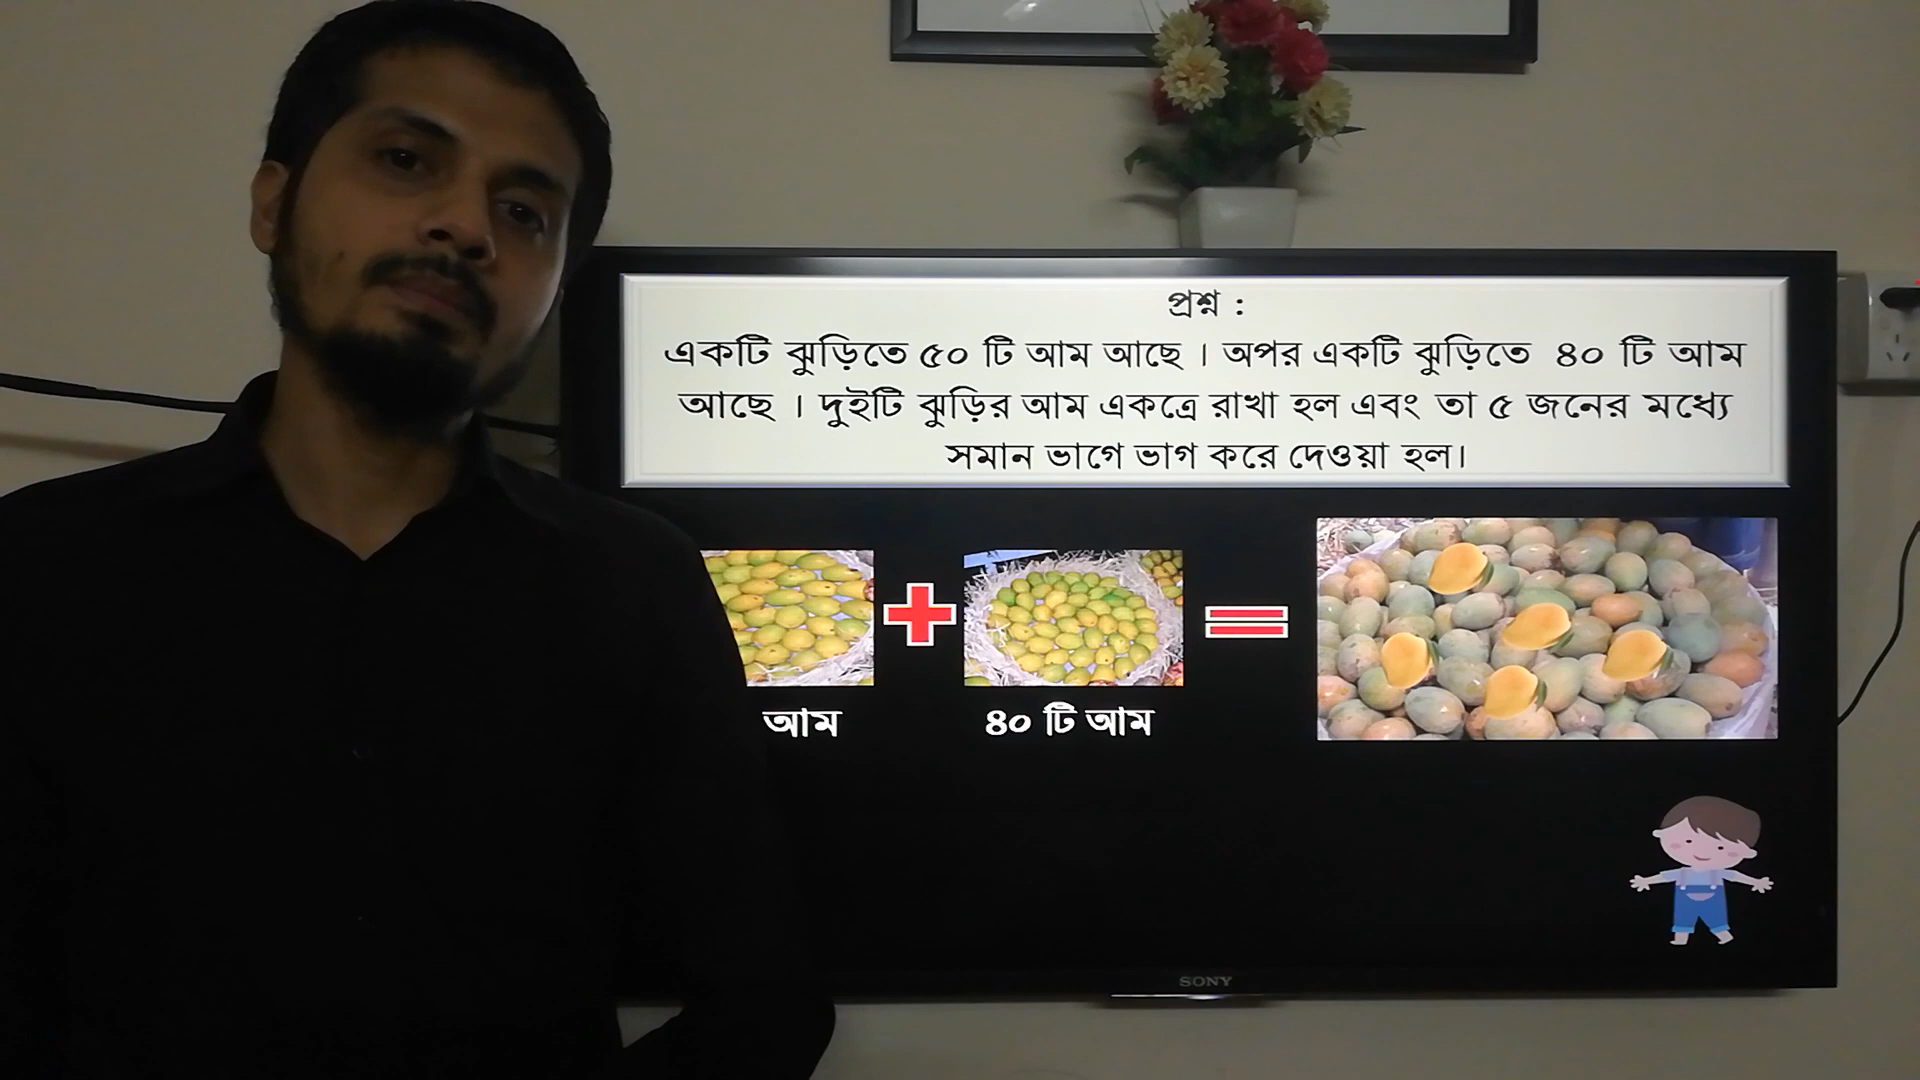 প্রশ্ন :
একটি ঝুড়িতে ৫০ টি আম আছে । অপর একটি ঝুড়িতে ৪০ টি আম
আছে । দুইটি ঝুড়ির আম একত্রে রাখা হল এবং তা ৫ জনের মধ্যে
সমান ভাগে ভাগ করে দেওয়া হল।
আম
৪০ টি আম
SONY